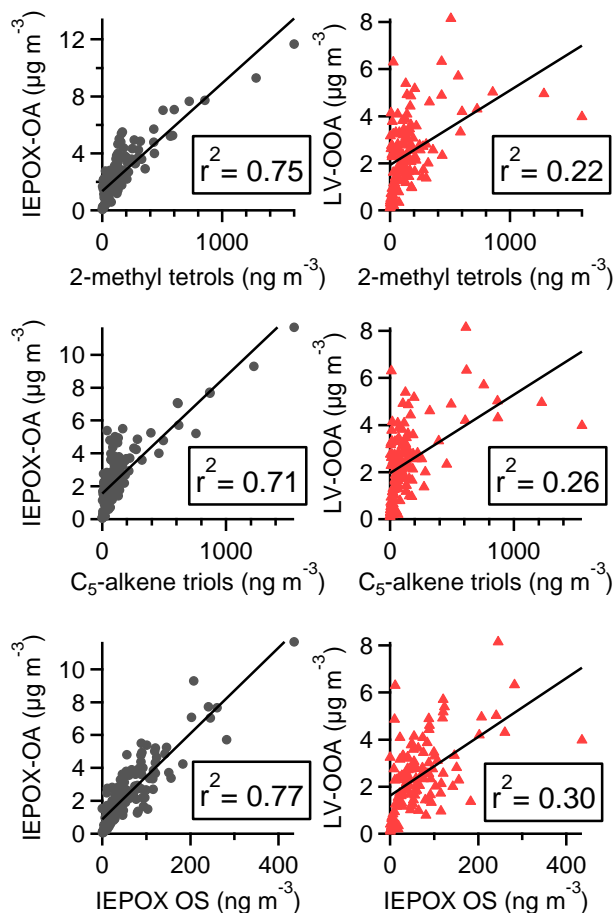 IEPOX-OA (µg m⁻³)
12
8
4
0
0
1000
r² = 0.75
2-methyl tetrols (ng m⁻³)
LV-OOA (µg m⁻³)
8
6
4
2
0
0
1000
r² = 0.22
2-methyl tetrols (ng m⁻³)
IEPOX-OA (µg m⁻³)
10
8
6
4
2
0
0
1000
r² = 0.71
C₅-alkene triols (ng m⁻³)
LV-OOA (µg m⁻³)
8
6
4
2
0
0
1000
r² = 0.26
C₅-alkene triols (ng m⁻³)
IEPOX-OA (µg m⁻³)
10
8
6
4
2
0
0
200
400
r² = 0.77
IEPOX OS (ng m⁻³)
LV-OOA (µg m⁻³)
8
6
4
2
0
0
200
400
r² = 0.30
IEPOX OS (ng m⁻³)